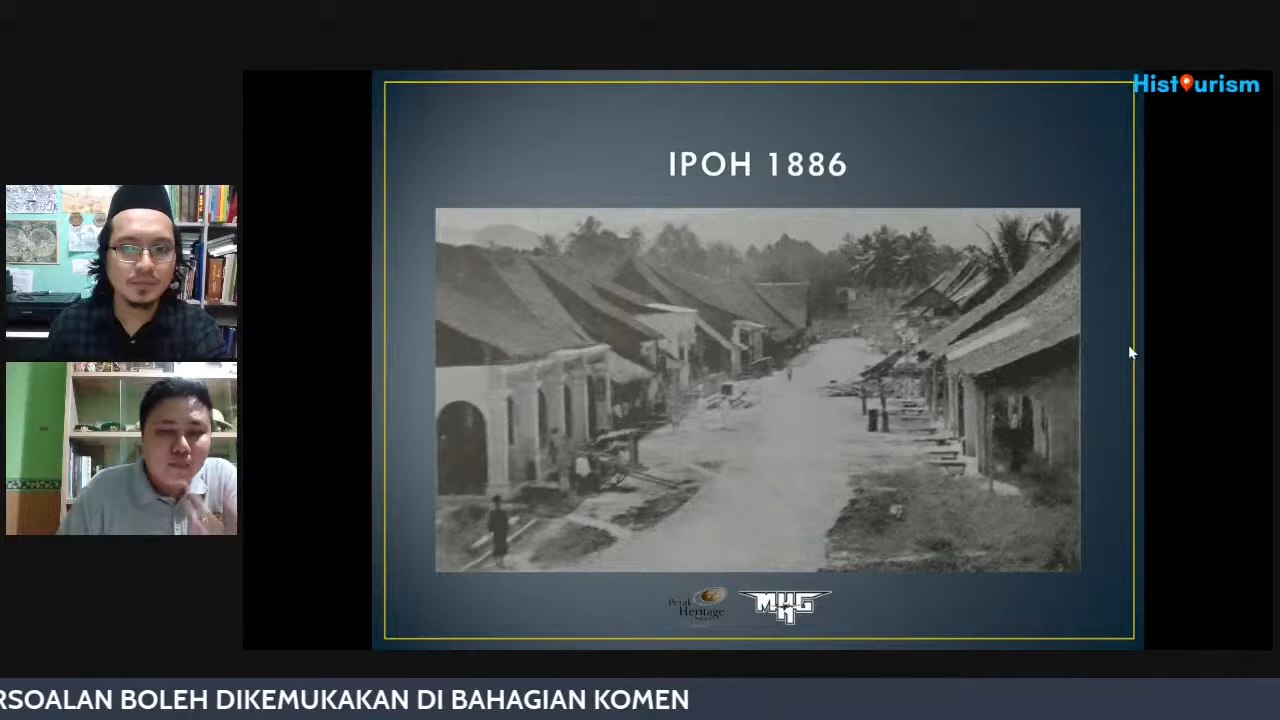 Histourism
IPOH 1886
Perak
Heritage
Society
MHG
RSOALAN BOLEH DIKEMUKAKAN DI BAHAGIAN KOMEN